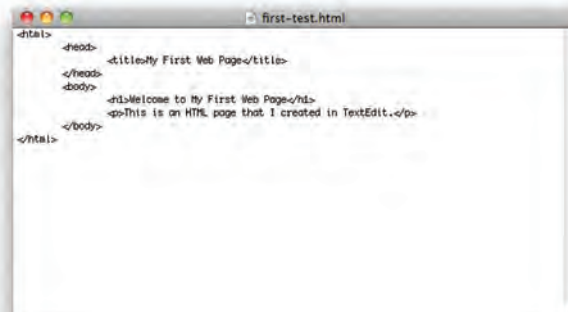 first-test.html
<html>
<head>
<title>My First Web Page</title>
</head>
<body>
<h1>Welcome to My First Web Page</h1>
<p>This is an HTML page that I created in TextEdit.</p>
</body>
</html>